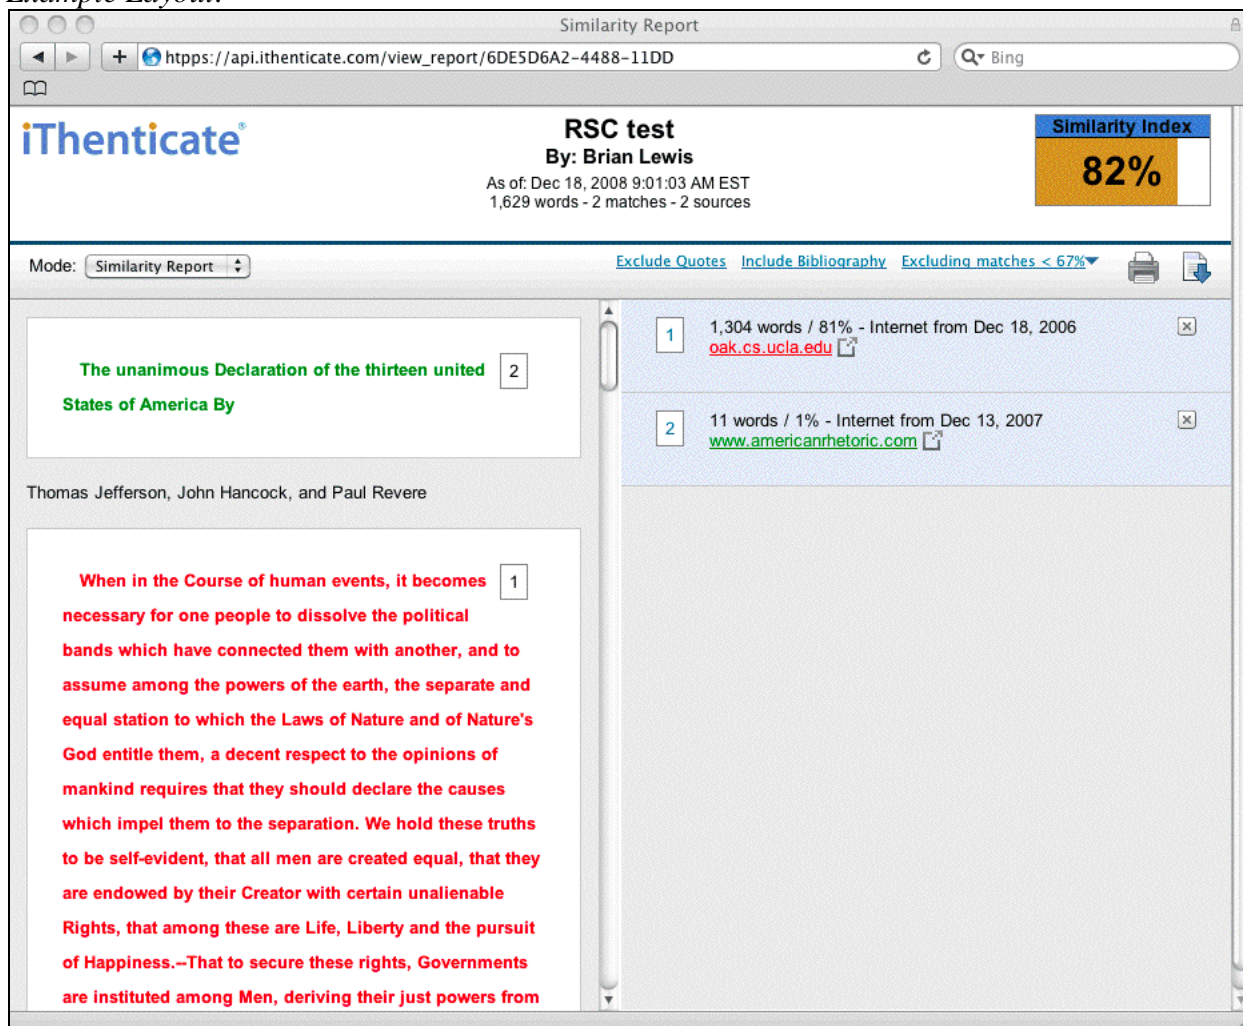 Example Layout:
Similarity Report
htpps://api.ithenticate.com/view_report/6DE5D6A2-4488-11DD
Bing
iThenticate®
RSC test
By: Brian Lewis
As of: Dec 18, 2008 9:01:03 AM EST
1,629 words - 2 matches - 2 sources
Similarity Index
82%
Mode: Similarity Report
Exclude Quotes Include Bibliography Excluding matches < 67%
The unanimous Declaration of the thirteen united 2
States of America By
Thomas Jefferson, John Hancock, and Paul Revere
When in the Course of human events, it becomes 1
necessary for one people to dissolve the political
bands which have connected them with another, and to
assume among the powers of the earth, the separate and
equal station to which the Laws of Nature and of Nature's
God entitle them, a decent respect to the opinions of
mankind requires that they should declare the causes
which impel them to the separation. We hold these truths
to be self-evident, that all men are created equal, that they
are endowed by their Creator with certain unalienable
Rights, that among these are Life, Liberty and the pursuit
of Happiness.--That to secure these rights, Governments
are instituted among Men, deriving their just powers from
1 1,304 words / 81% - Internet from Dec 18, 2006
oak.cs.ucla.edu
2 11 words / 1% - Internet from Dec 13, 2007
www.americanrhetoric.com